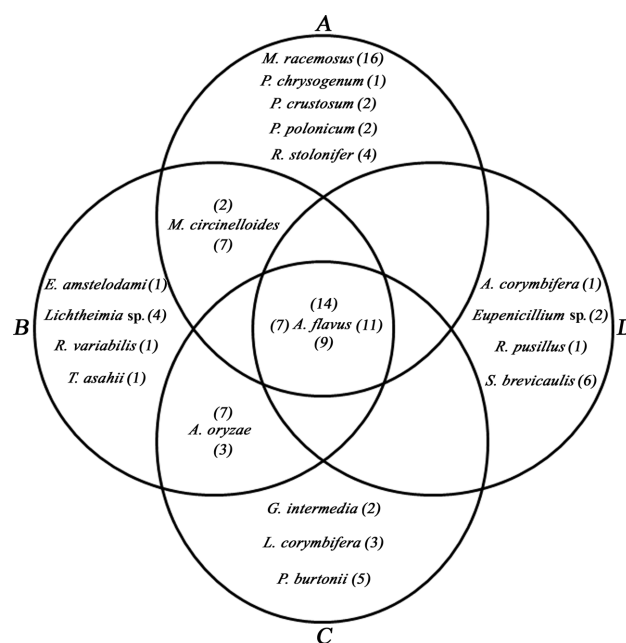 A
M. racemosus (16)
P. chrysogenum (1)
P. crustosum (2)
P. polonicum (2)
R. stolonifer (4)
(2)
M. circinelloides
(7)
B
E. amstelodami (1)
Lichtheimia sp. (4)
R. variabilis (1)
T. asahii (1)
(14)
(7) A. flavus (11)
(9)
A. corymbifera (1)
Eupenicillium sp. (2)
R. pusillus (1)
S. brevicaulis (6)
D
(7)
A. oryzae
(3)
G. intermedia (2)
L. corymbifera (3)
P. burtonii (5)
C